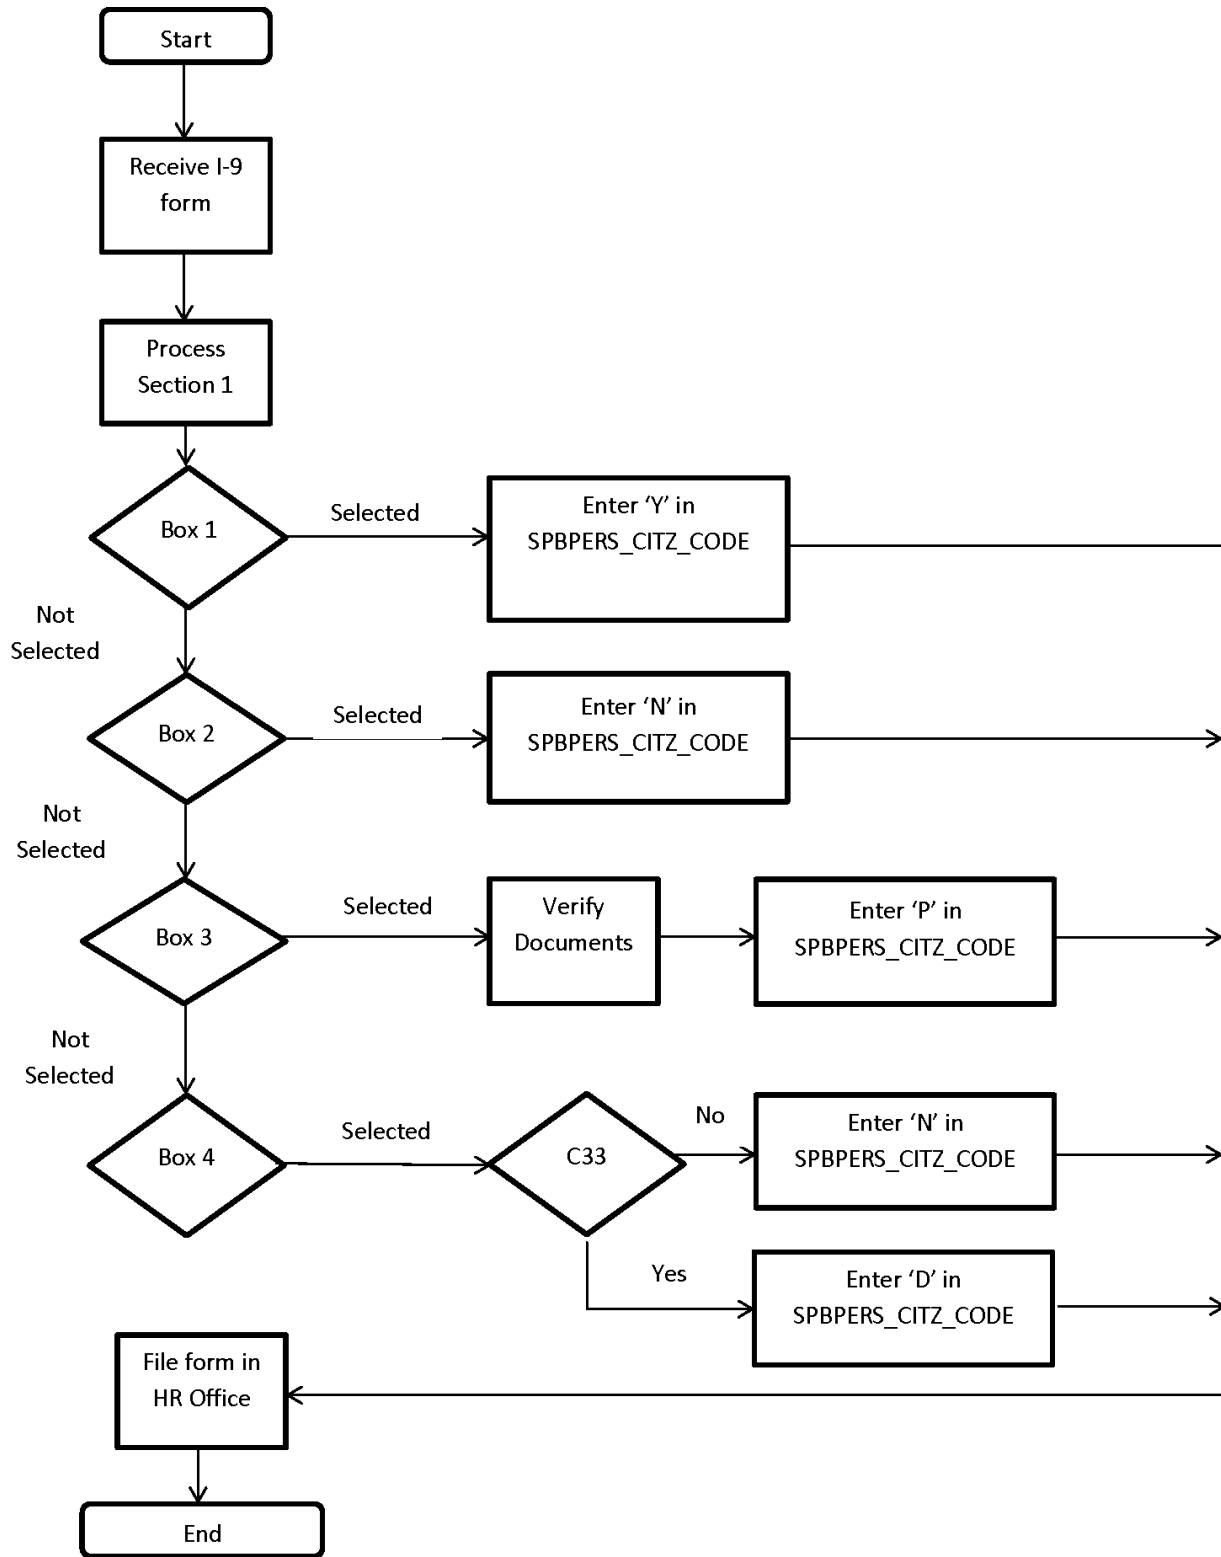 Start
Receive I-9
form
Process
Section 1
Box 1
Selected
Enter ‘Y’ in
SPBPERS_CITZ_CODE
Not
Selected
Box 2
Selected
Enter ‘N’ in
SPBPERS_CITZ_CODE
Not
Selected
Box 3
Selected
Verify
Documents
Enter ‘P’ in
SPBPERS_CITZ_CODE
Not
Selected
Box 4
Selected
C33
No
Enter ‘N’ in
SPBPERS_CITZ_CODE
Yes
Enter ‘D’ in
SPBPERS_CITZ_CODE
File form in
HR Office
End